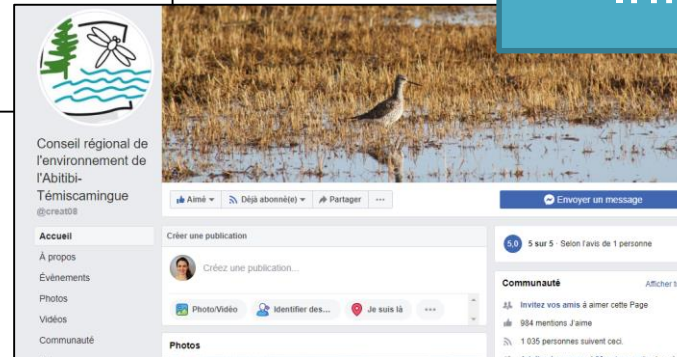 Conseil régional de
l'environnement de
l'Abitibi-
Témiscamingue
@creat08
Accueil
À propos
Évènements
Photos
Vidéos
Communauté
Aimé
Déjà abonné(e)
Partager
Envoyer un message
Créer une publication
Créez une publication...
Photo/Vidéo
Identifier des...
Je suis là
Photos
5,0
5 sur 5 · Selon l'avis de 1 personne
Communauté
Afficher
Invitez vos amis à aimer cette Page
984 mentions J'aime
1 035 personnes suivent ceci.